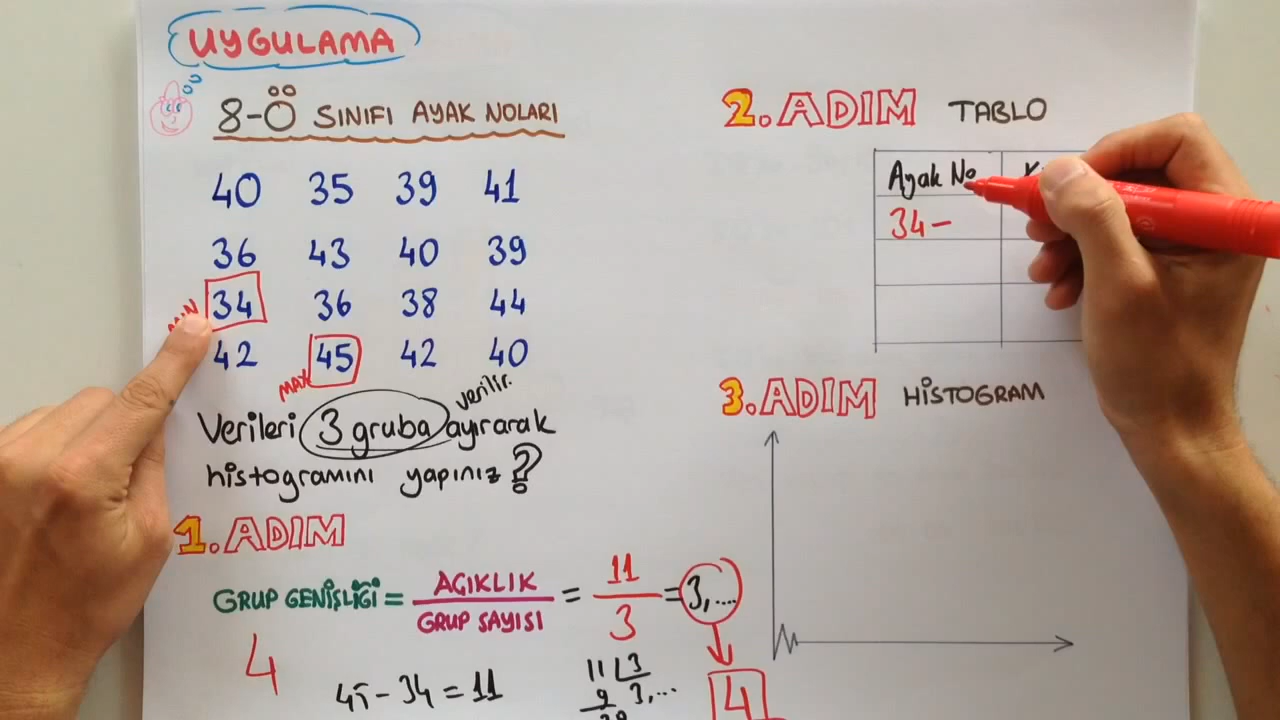 UYGULAMA
8-Ö SINIFI AYAK NOLARI
40 35 39 41
36 43 40 39
34 36 38 44
42 45 42 40
MAX
verilir.
Verileri 3 gruba ayırarak
histogramını yapınız?
1. ADIM
GRUP GENİŞLİĞİ = AÇIKLIK / GRUP SAYISI = 11 / 3 = 3,....
4
45 - 34 = 11
11 3
9 3,...
20
4
2. ADIM TABLO
Ayak No
34 -
3. ADIM HİSTOGRAM